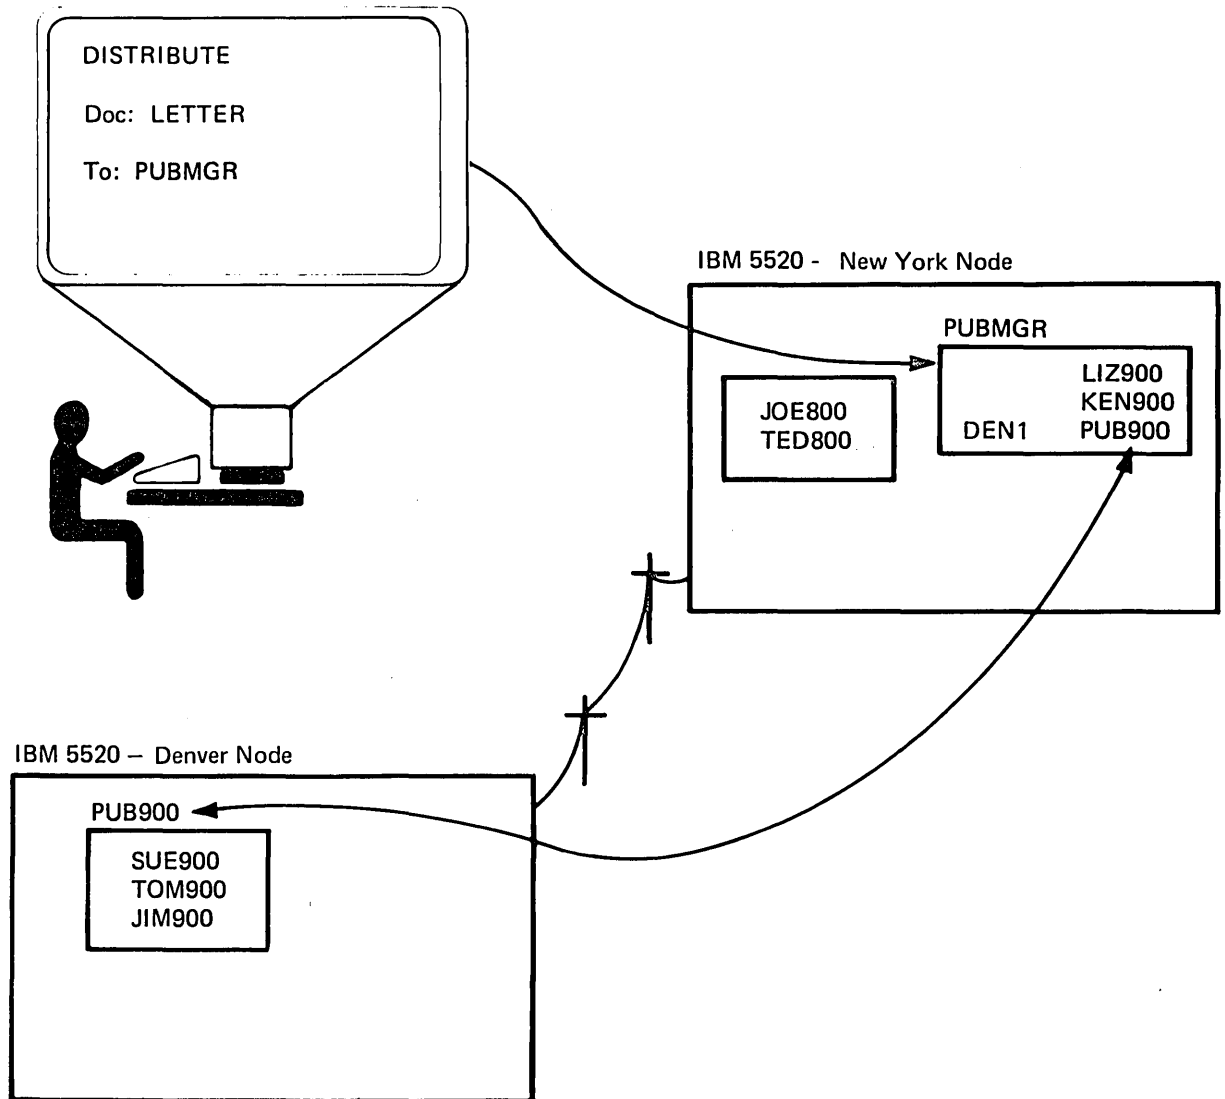 DISTRIBUTE
Doc: LETTER
To: PUBMGR
IBM 5520 - New York Node
PUBMGR
LIZ900
KEN900
DEN1 PUB900
JOE800
TED800
IBM 5520 — Denver Node
PUB900
SUE900
TOM900
JIM900